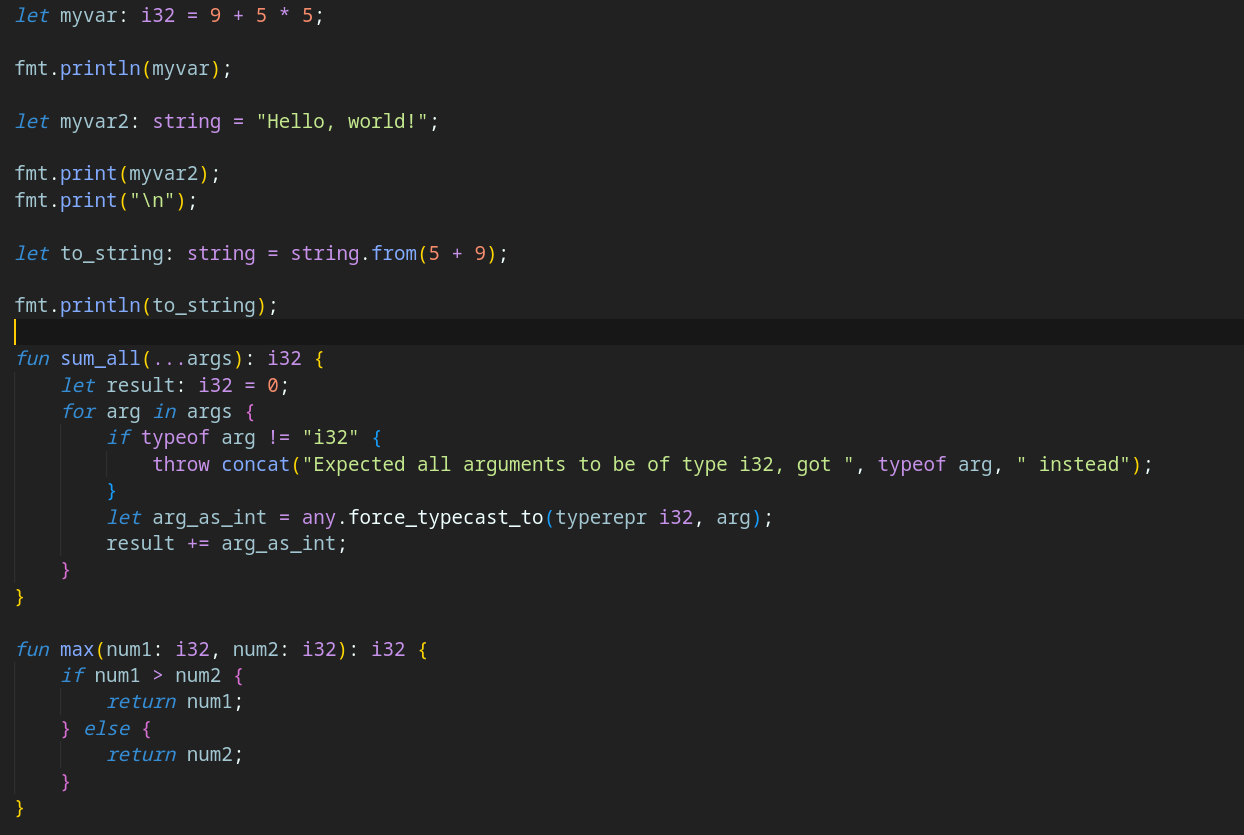 let myvar: i32 = 9 + 5 * 5;
fmt.println(myvar);
let myvar2: string = "Hello, world!";
fmt.print(myvar2);
fmt.print("\n");
let to_string: string = string.from(5 + 9);
fmt.println(to_string);
fun sum_all(...args): i32 {
    let result: i32 = 0;
    for arg in args {
        if typeof arg != "i32" {
            throw concat("Expected all arguments to be of type i32, got ", typeof arg, " instead");
        }
        let arg_as_int = any.force_typecast_to(typerepr i32, arg);
        result += arg_as_int;
    }
}
fun max(num1: i32, num2: i32): i32 {
    if num1 > num2 {
        return num1;
    } else {
        return num2;
    }
}